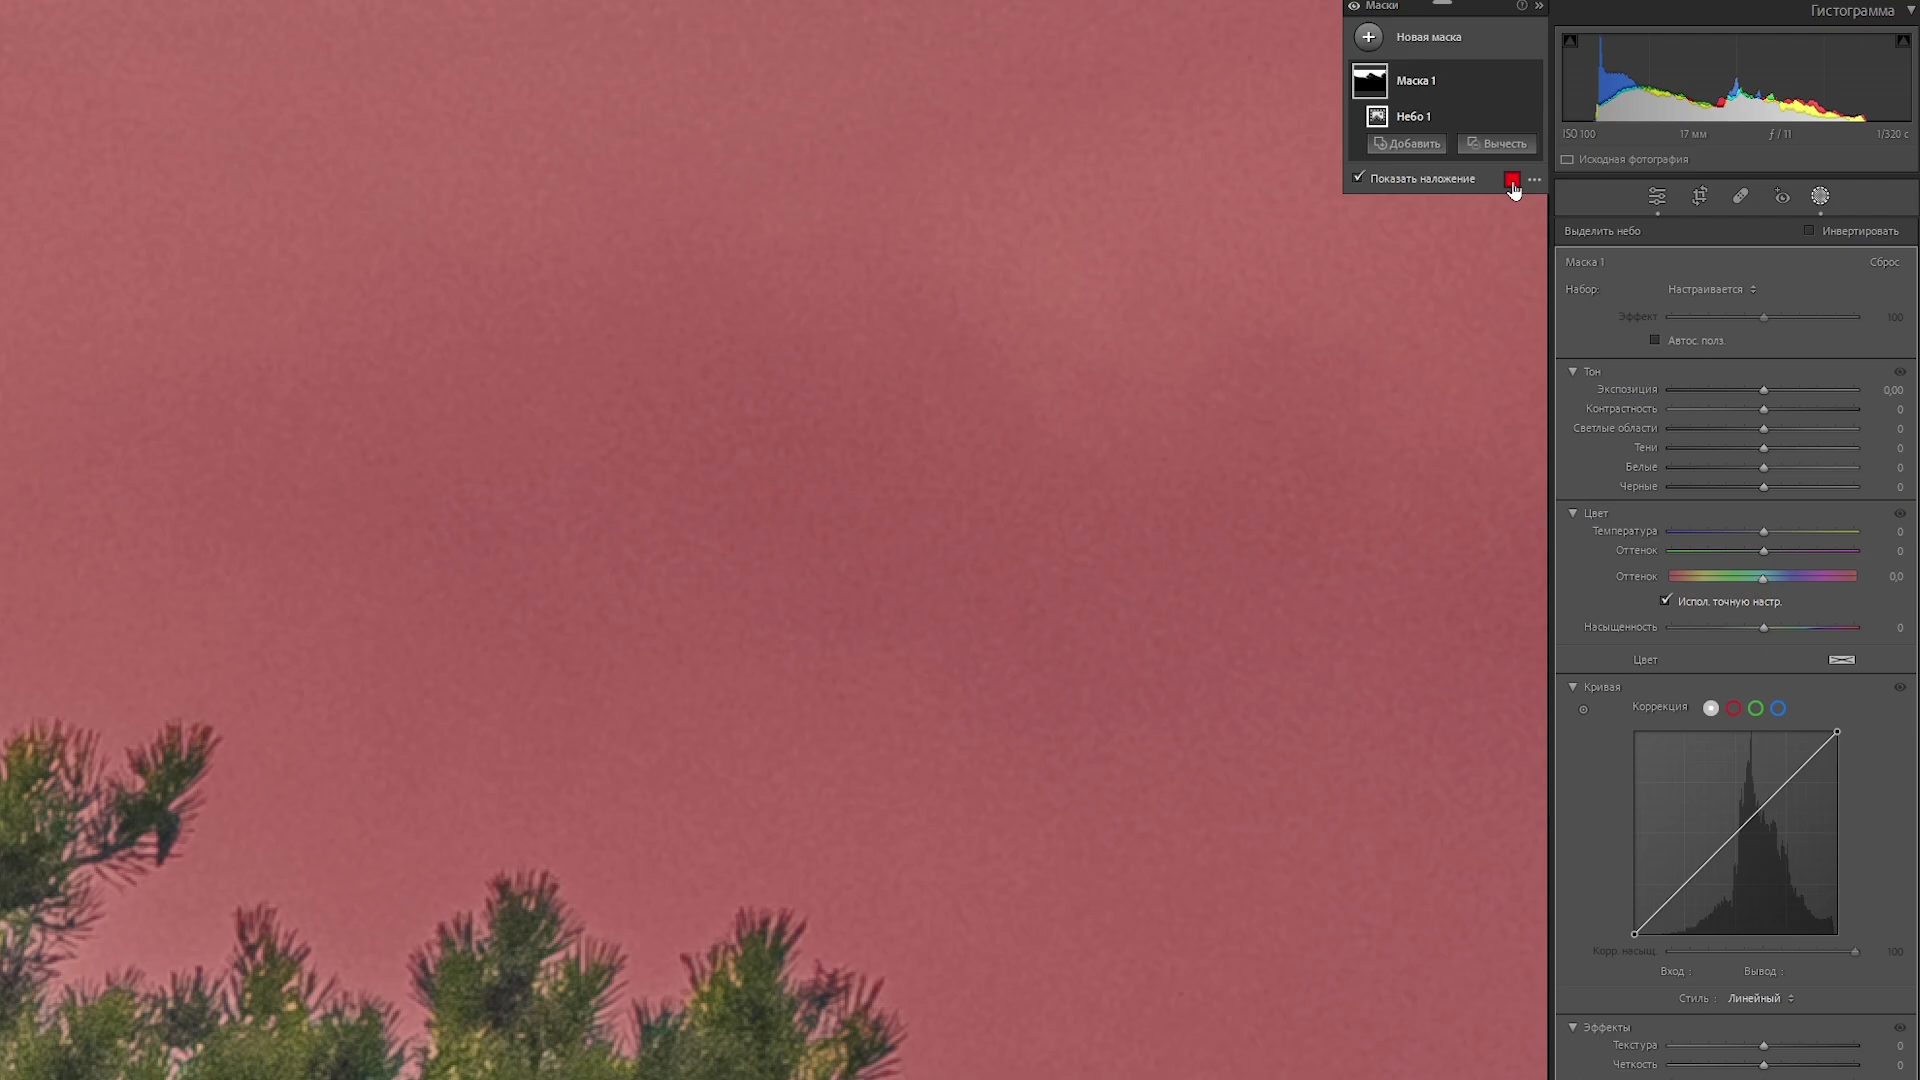 Маски
Новая маска
Маска 1
Небо 1
Добавить
Вычесть
Показать наложение
Гистограмма
ISO 100
17 мм
ƒ / 11
1/320 с
Исходная фотография
Выделить небо
Инвертировать
Маска 1
Сброс
Набор:
Настраивается
Эффект
100
Автос. полз.
Тон
Экспозиция
0,00
Контрастность
0
Светлые области
0
Тени
0
Белые
0
Черные
0
Цвет
Температура
0
Оттенок
0
Оттенок
0,0
Испол. точную настр.
Насыщенность
0
Цвет
Кривая
Коррекция
Корр. насыщ.
100
Вход :
Вывод :
Стиль :
Линейный
Эффекты
Текстура
0
Четкость
0